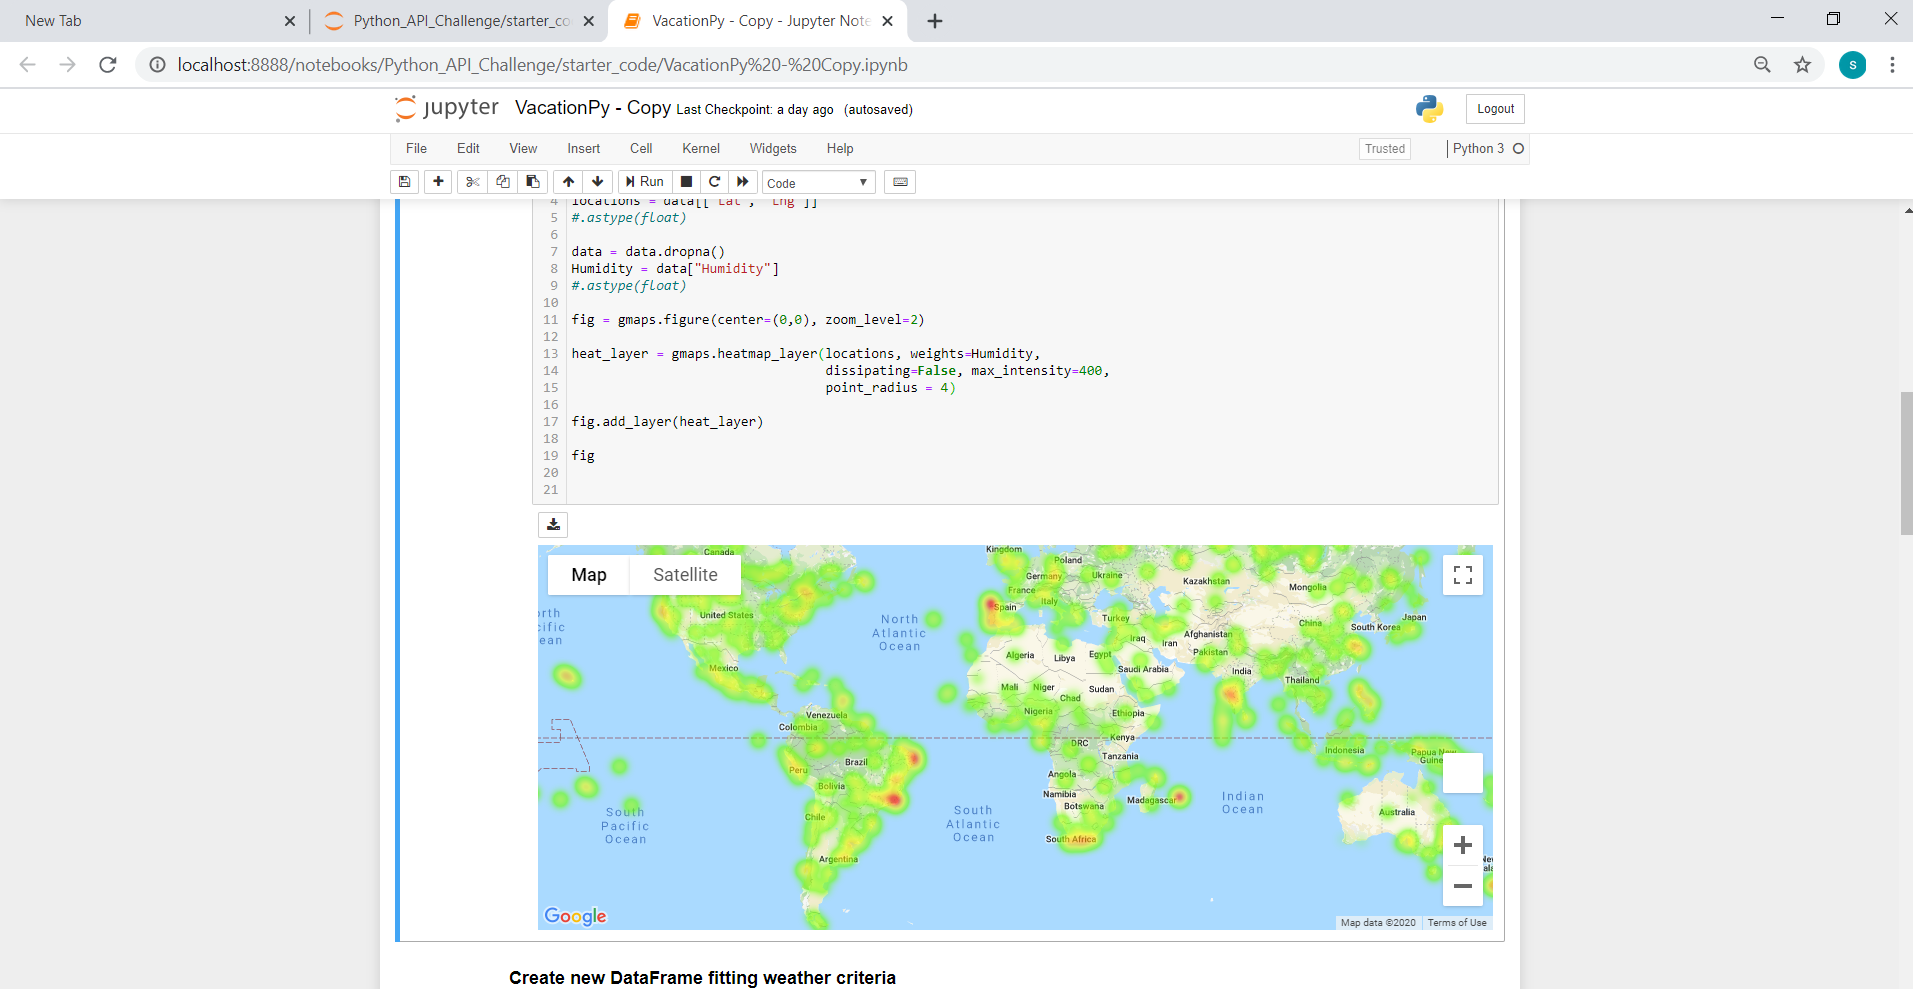 New Tab
Python_API_Challenge/starter_co
VacationPy - Copy - Jupyter Note
localhost:8888/notebooks/Python_API_Challenge/starter_code/VacationPy%20-%20Copy.ipynb
s
jupyter VacationPy - Copy Last Checkpoint: a day ago (autosaved)
Logout
File Edit View Insert Cell Kernel Widgets Help
Trusted
Python 3
Run
Code
4 locations = data[["Lat", "Lng"]]
5 #.astype(float)
6
7 data = data.dropna()
8 Humidity = data["Humidity"]
9 #.astype(float)
10
11 fig = gmaps.figure(center=(0,0), zoom_level=2)
12
13 heat_layer = gmaps.heatmap_layer(locations, weights=Humidity,
14 dissipating=False, max_intensity=400,
15 point_radius = 4)
16
17 fig.add_layer(heat_layer)
18
19 fig
20
21
Map Satellite
Canada
Kingdom
Poland
Germany
Ukraine
Kazakhstan
Mongolia
France
Italy
Spain
United States
North
Atlantic
Ocean
Turkey
China
Japan
South Korea
Iraq
Iran
Afghanistan
Pakistan
Algeria
Libya
Egypt
Saudi Arabia
India
Thailand
Mexico
Mali
Niger
Chad
Sudan
Nigeria
Ethiopia
Venezuela
Colombia
DRC
Kenya
Tanzania
Indonesia
Papua New
Guinea
Brazil
Peru
Bolivia
Angola
Namibia
Botswana
Madagascar
Indian
Ocean
Australia
South
Pacific
Ocean
Chile
South
Atlantic
Ocean
South Africa
Argentina
Google
Map data ©2020
Terms of Use
Create new DataFrame fitting weather criteria